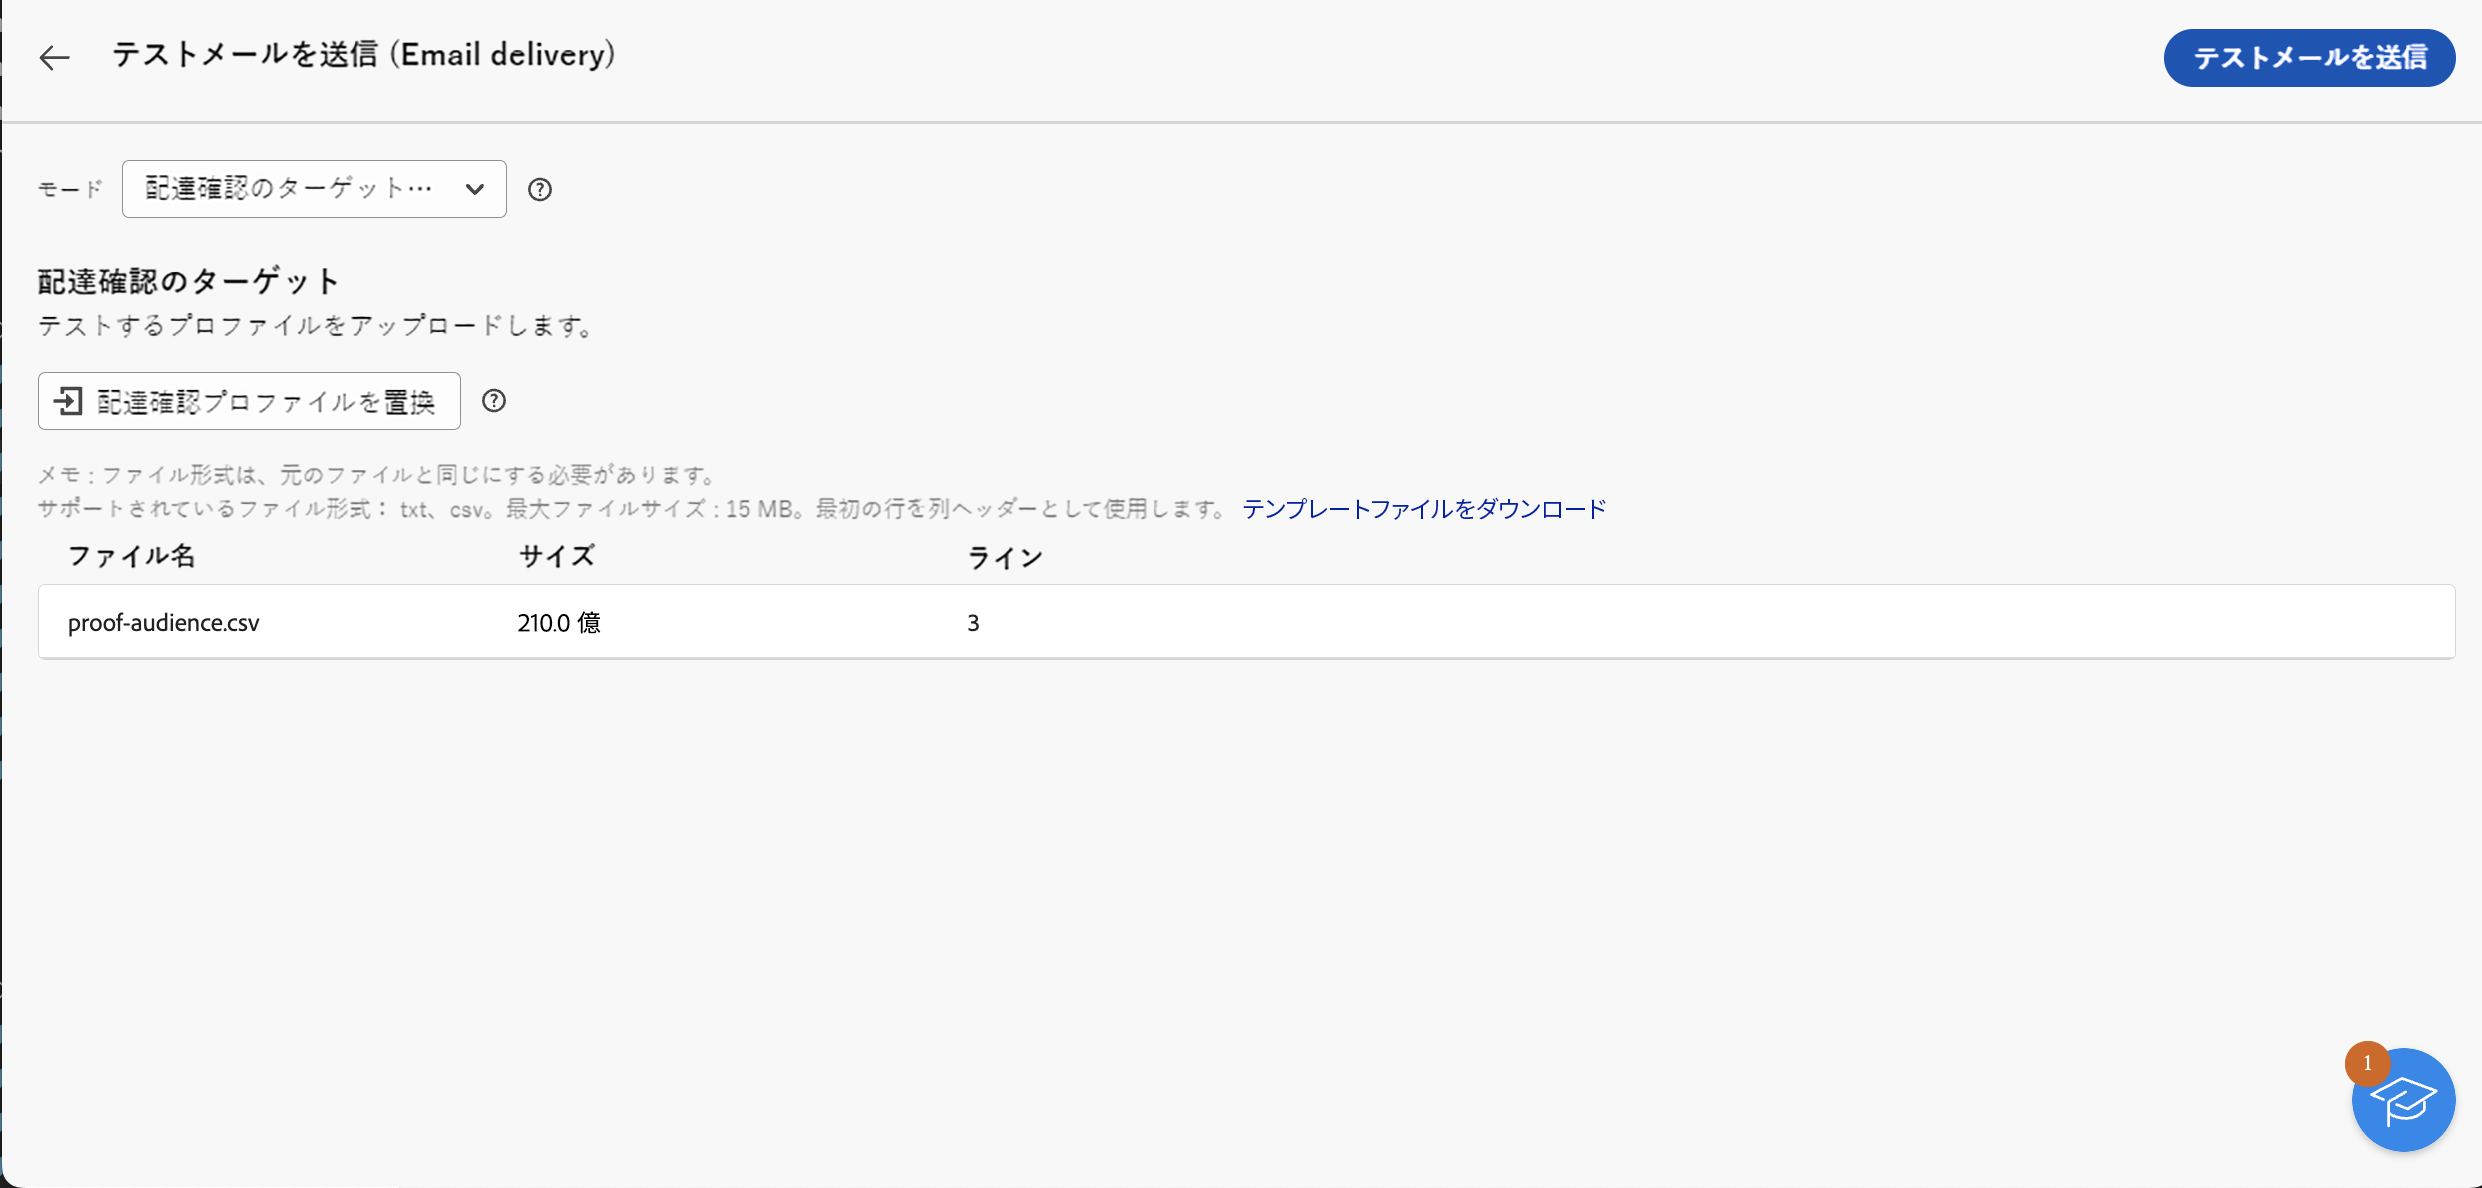 テストメールを送信 (Email delivery)
テストメールを送信
モード
配達確認のターゲット…
配達確認のターゲット
テストするプロファイルをアップロードします。
配達確認プロファイルを置換
メモ : ファイル形式は、元のファイルと同じにする必要があります。
サポートされているファイル形式： txt、csv。最大ファイルサイズ : 15 MB。最初の行を列ヘッダーとして使用します。 テンプレートファイルをダウンロード
ファイル名 サイズ ライン
proof-audience.csv 210.0 億 3
1